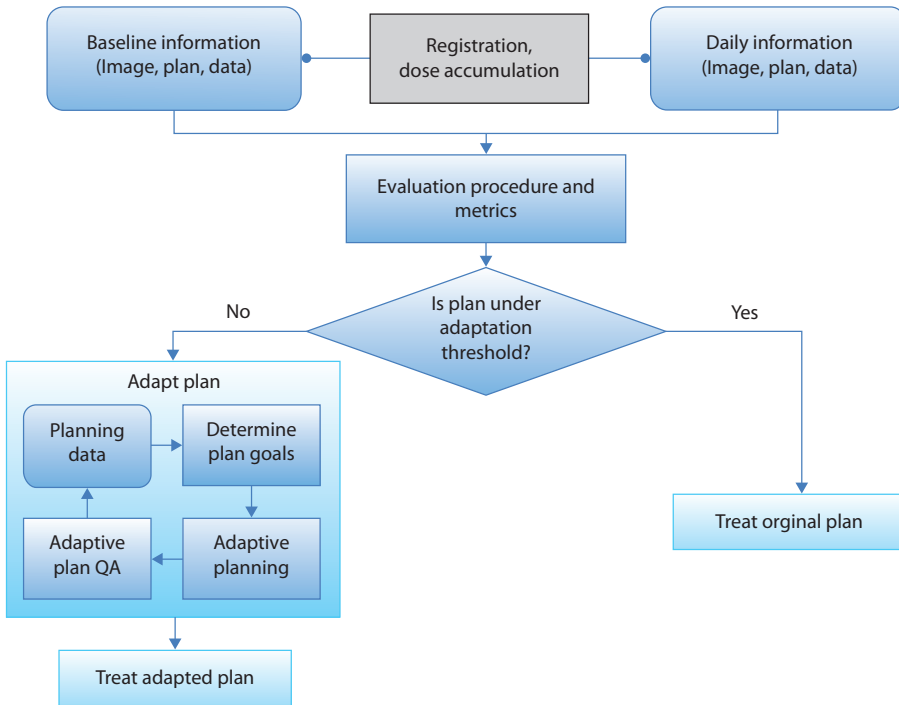 Baseline information
(Image, plan, data)
Registration,
dose accumulation
Daily information
(Image, plan, data)
Evaluation procedure and
metrics
Is plan under
adaptation
threshold?
No
Yes
Adapt plan
Planning
data
Determine
plan goals
Adaptive
plan QA
Adaptive
planning
Treat orginal plan
Treat adapted plan